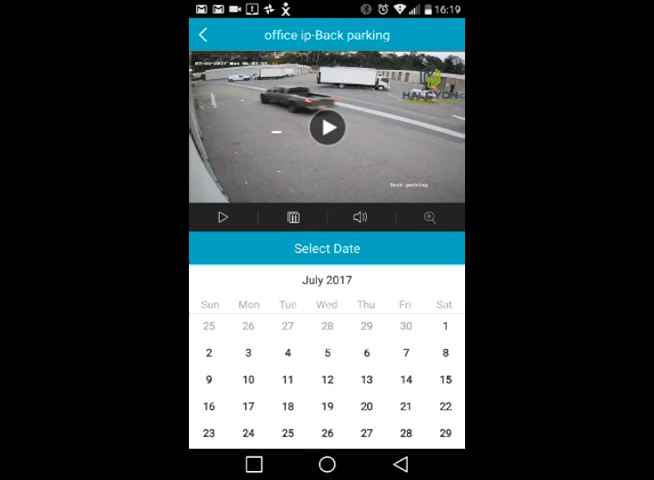 16:19
office ip-Back parking
HALCYON
Back parking
Select Date
July 2017
Sun Mon Tue Wed Thu Fri Sat
25 26 27 28 29 30 1
2 3 4 5 6 7 8
9 10 11 12 13 14 15
16 17 18 19 20 21 22
23 24 25 26 27 28 29